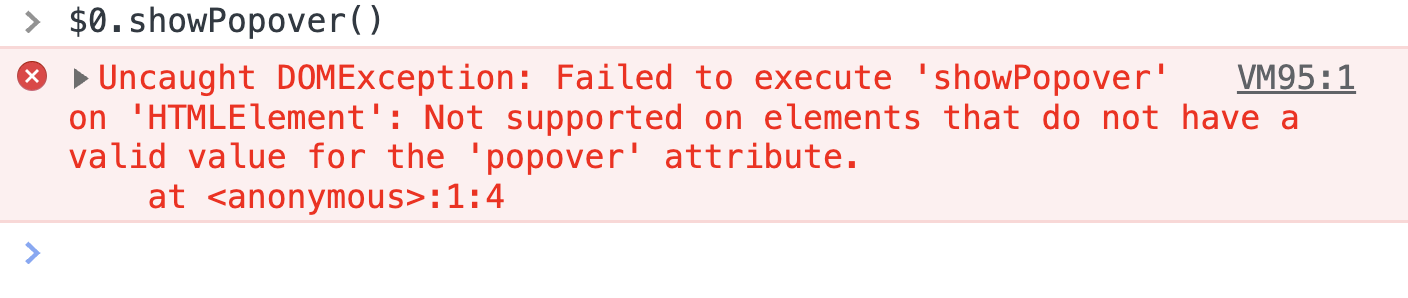 $0.showPopover()
Uncaught DOMException: Failed to execute 'showPopover' VM95:1
on 'HTMLElement': Not supported on elements that do not have a
valid value for the 'popover' attribute.
at <anonymous>:1:4